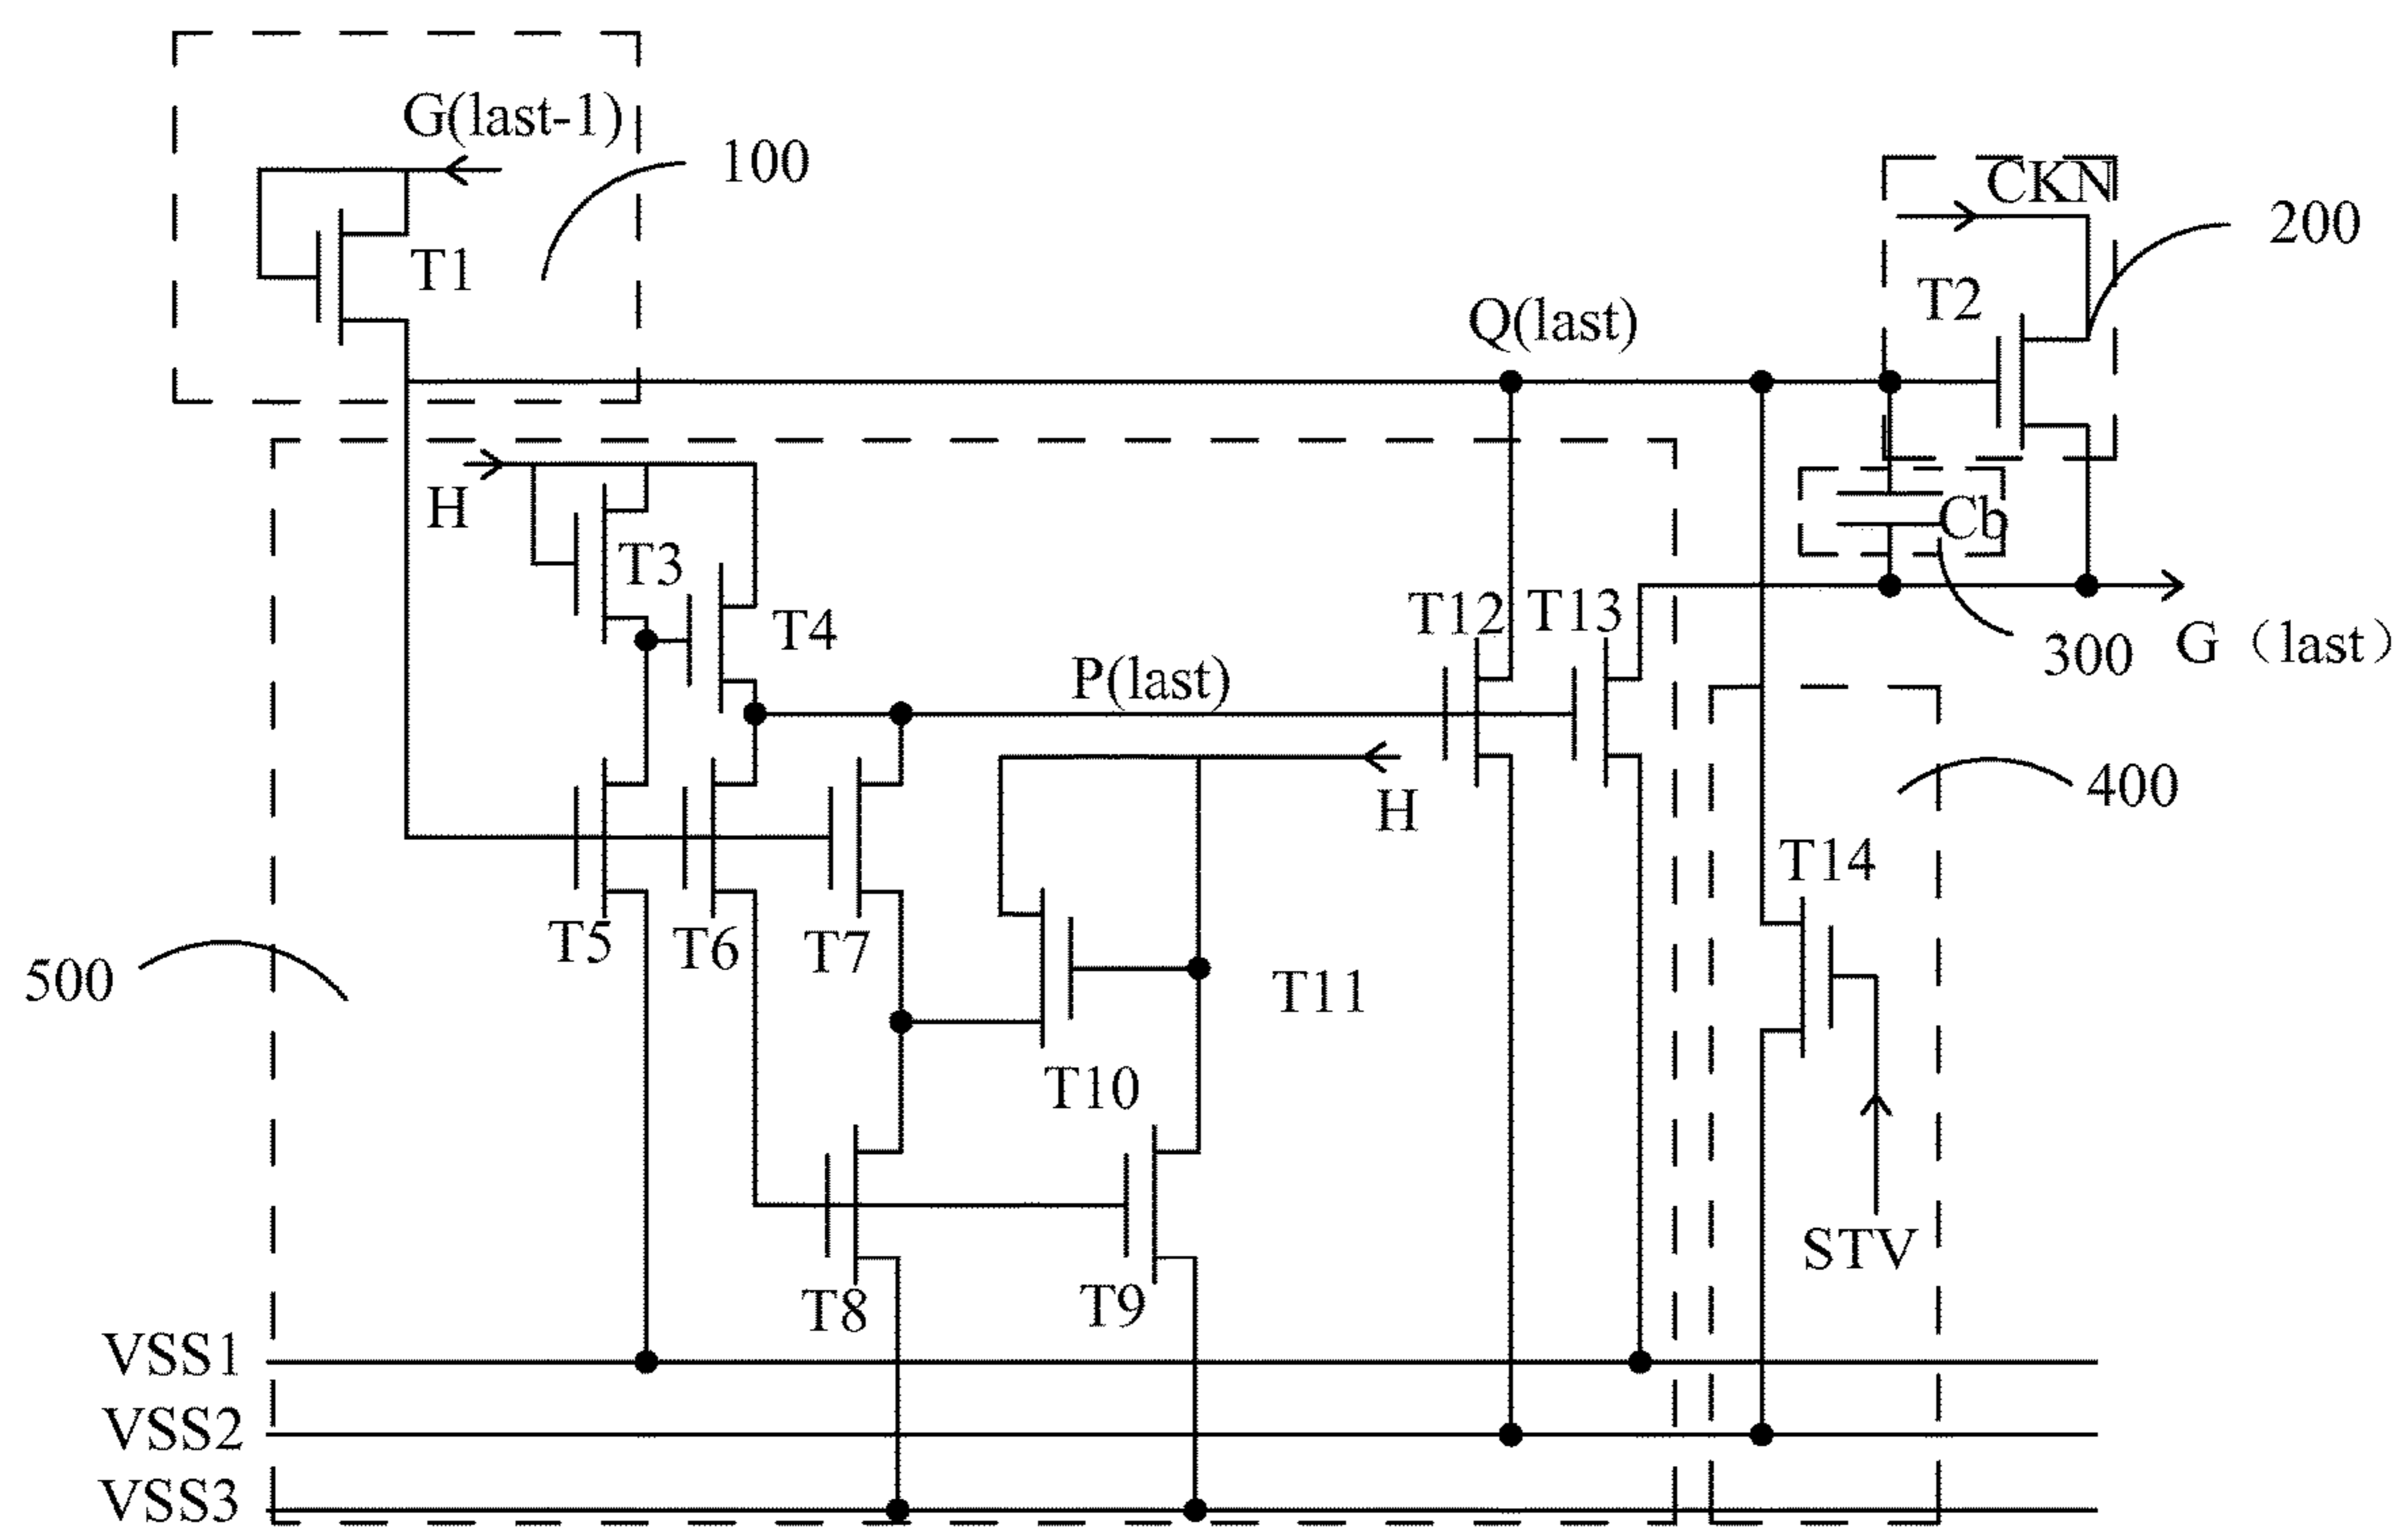 G(last-1)
100
CKN
200
T1
T2
Q(last)
H
Cb
T3
T4
T12
T13
P(last)
300
G（last）
H
400
T14
T5
T6
T7
T11
500
T10
STV
T8
T9
VSS1
VSS2
VSS3